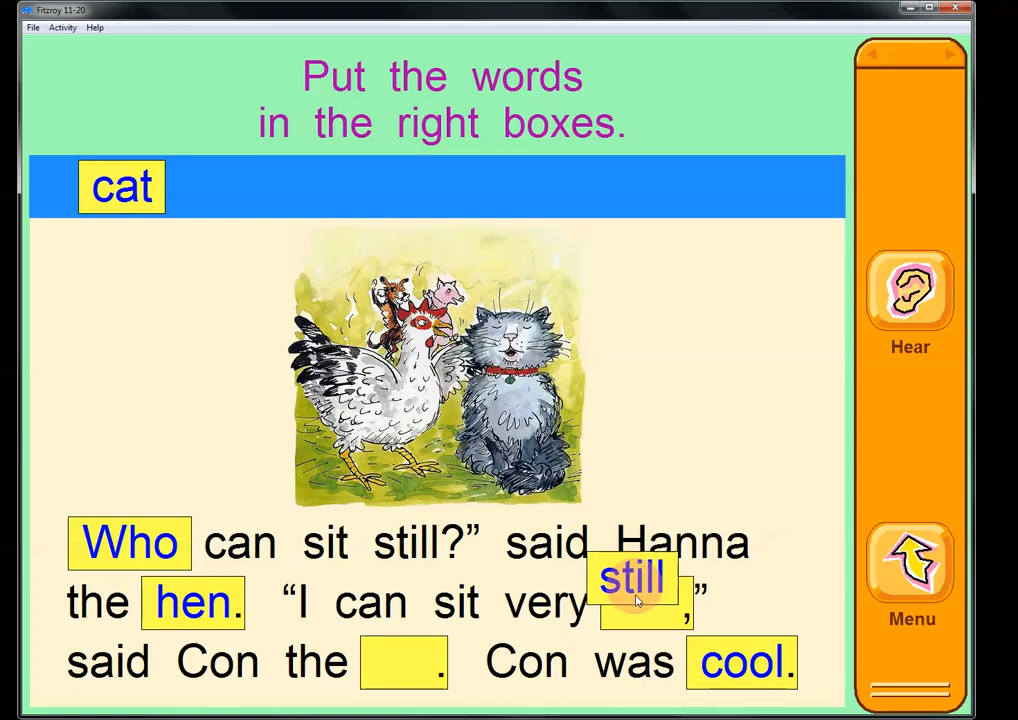 Fitzroy 11-20
File Activity Help
Put the words
in the right boxes.
cat
Hear
Who can sit still?” said Hanna
still
the hen. “I can sit very ,”
said Con the . Con was cool.
Menu